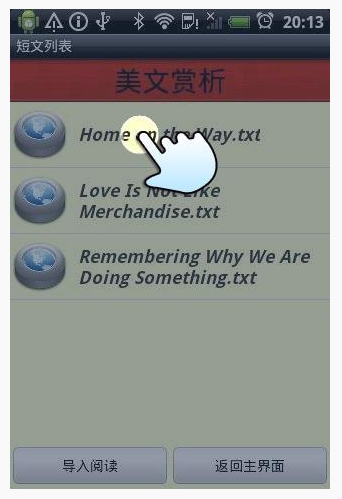 20:13
短文列表
美文赏析
Home on the Way.txt
Love Is Not Like
Merchandise.txt
Remembering Why We Are
Doing Something.txt
导入阅读
返回主界面